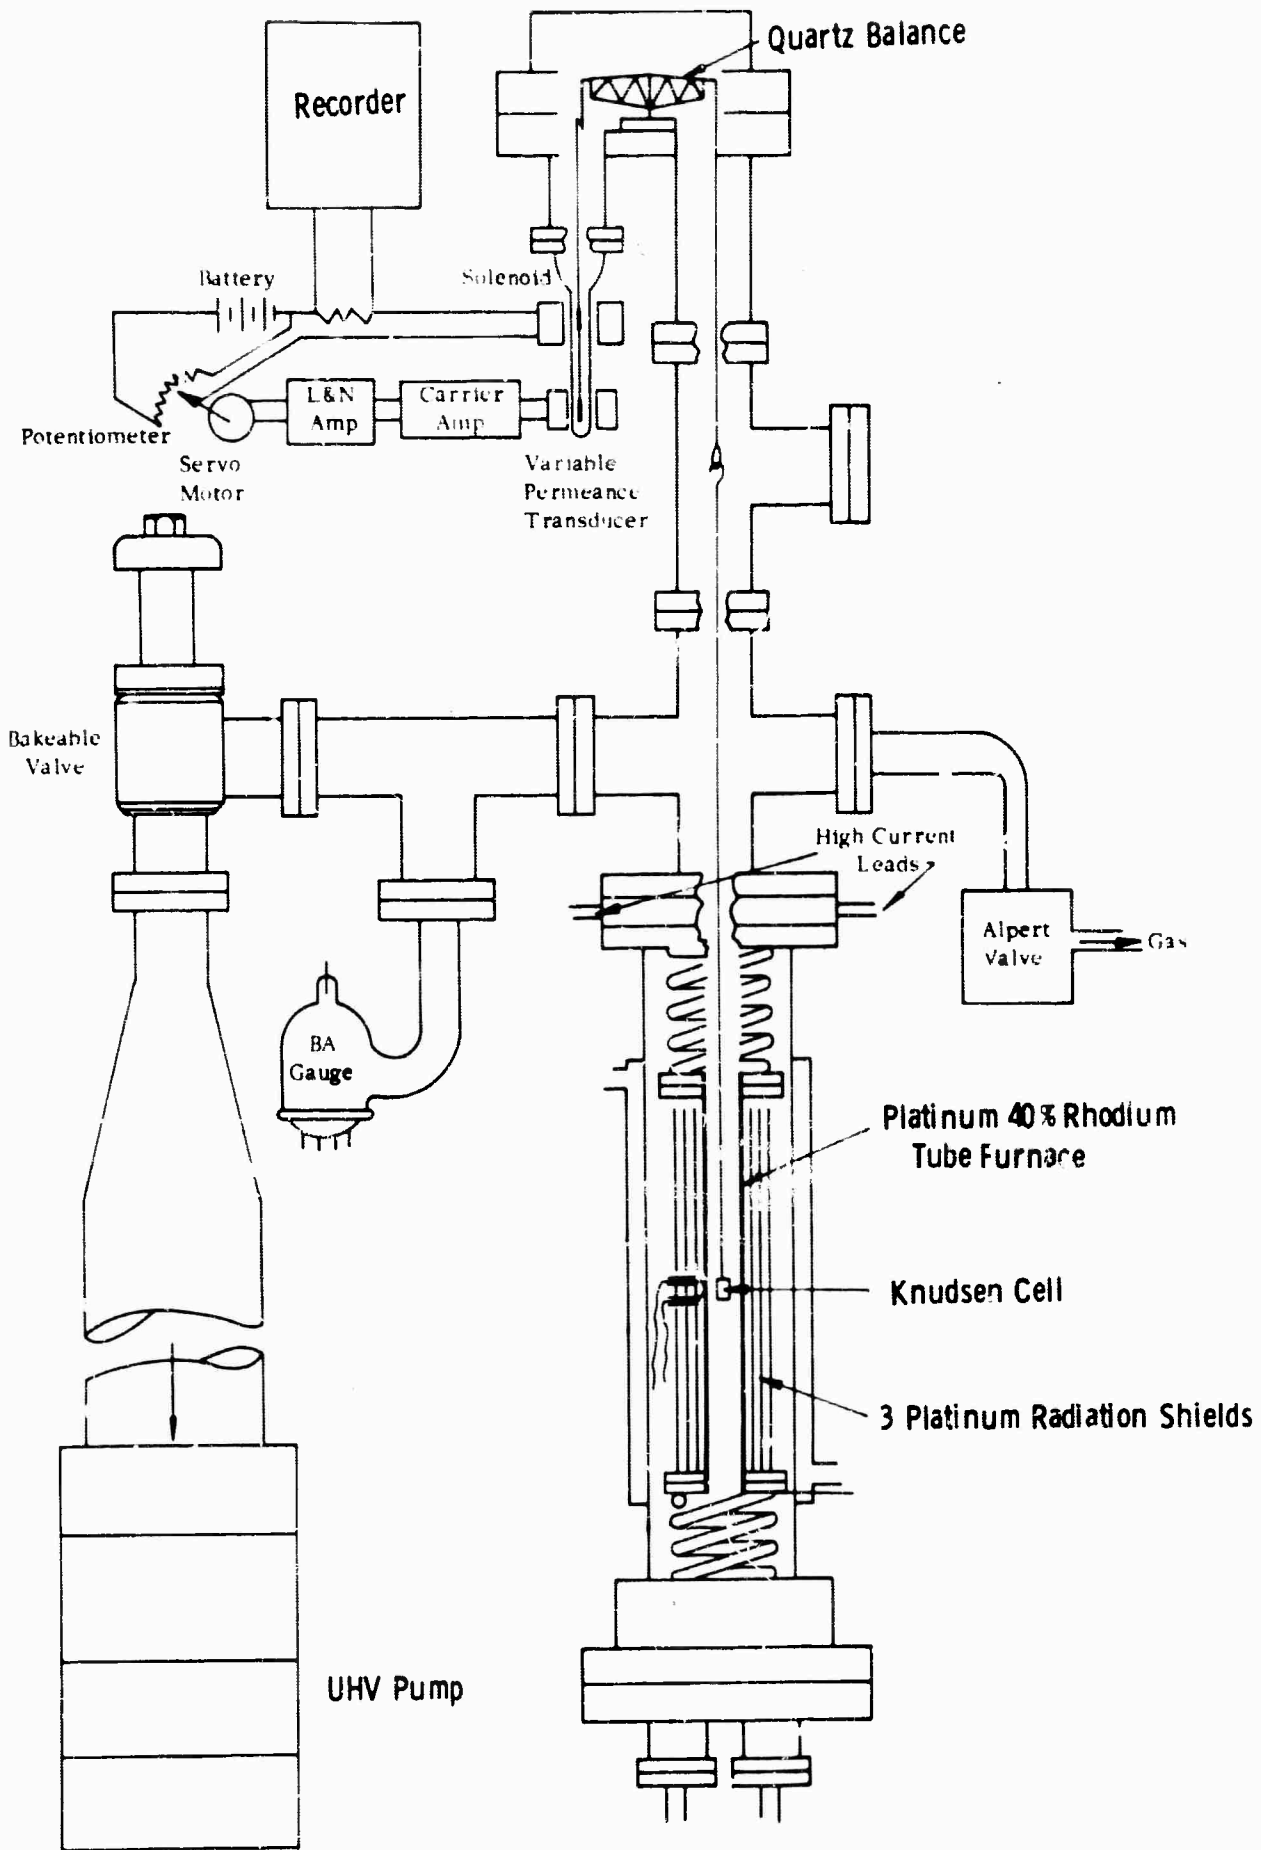 Quartz Balance
Recorder
Battery
Solenoid
L&N
Amp
Carrier
Amp
Potentiometer
Servo
Motor
Variable
Permeance
Transducer
Bakeable
Valve
High Current
Leads
Alpert
Valve
Gas
BA
Gauge
Platinum 40% Rhodium
Tube Furnace
Knudsen Cell
3 Platinum Radiation Shields
UHV Pump